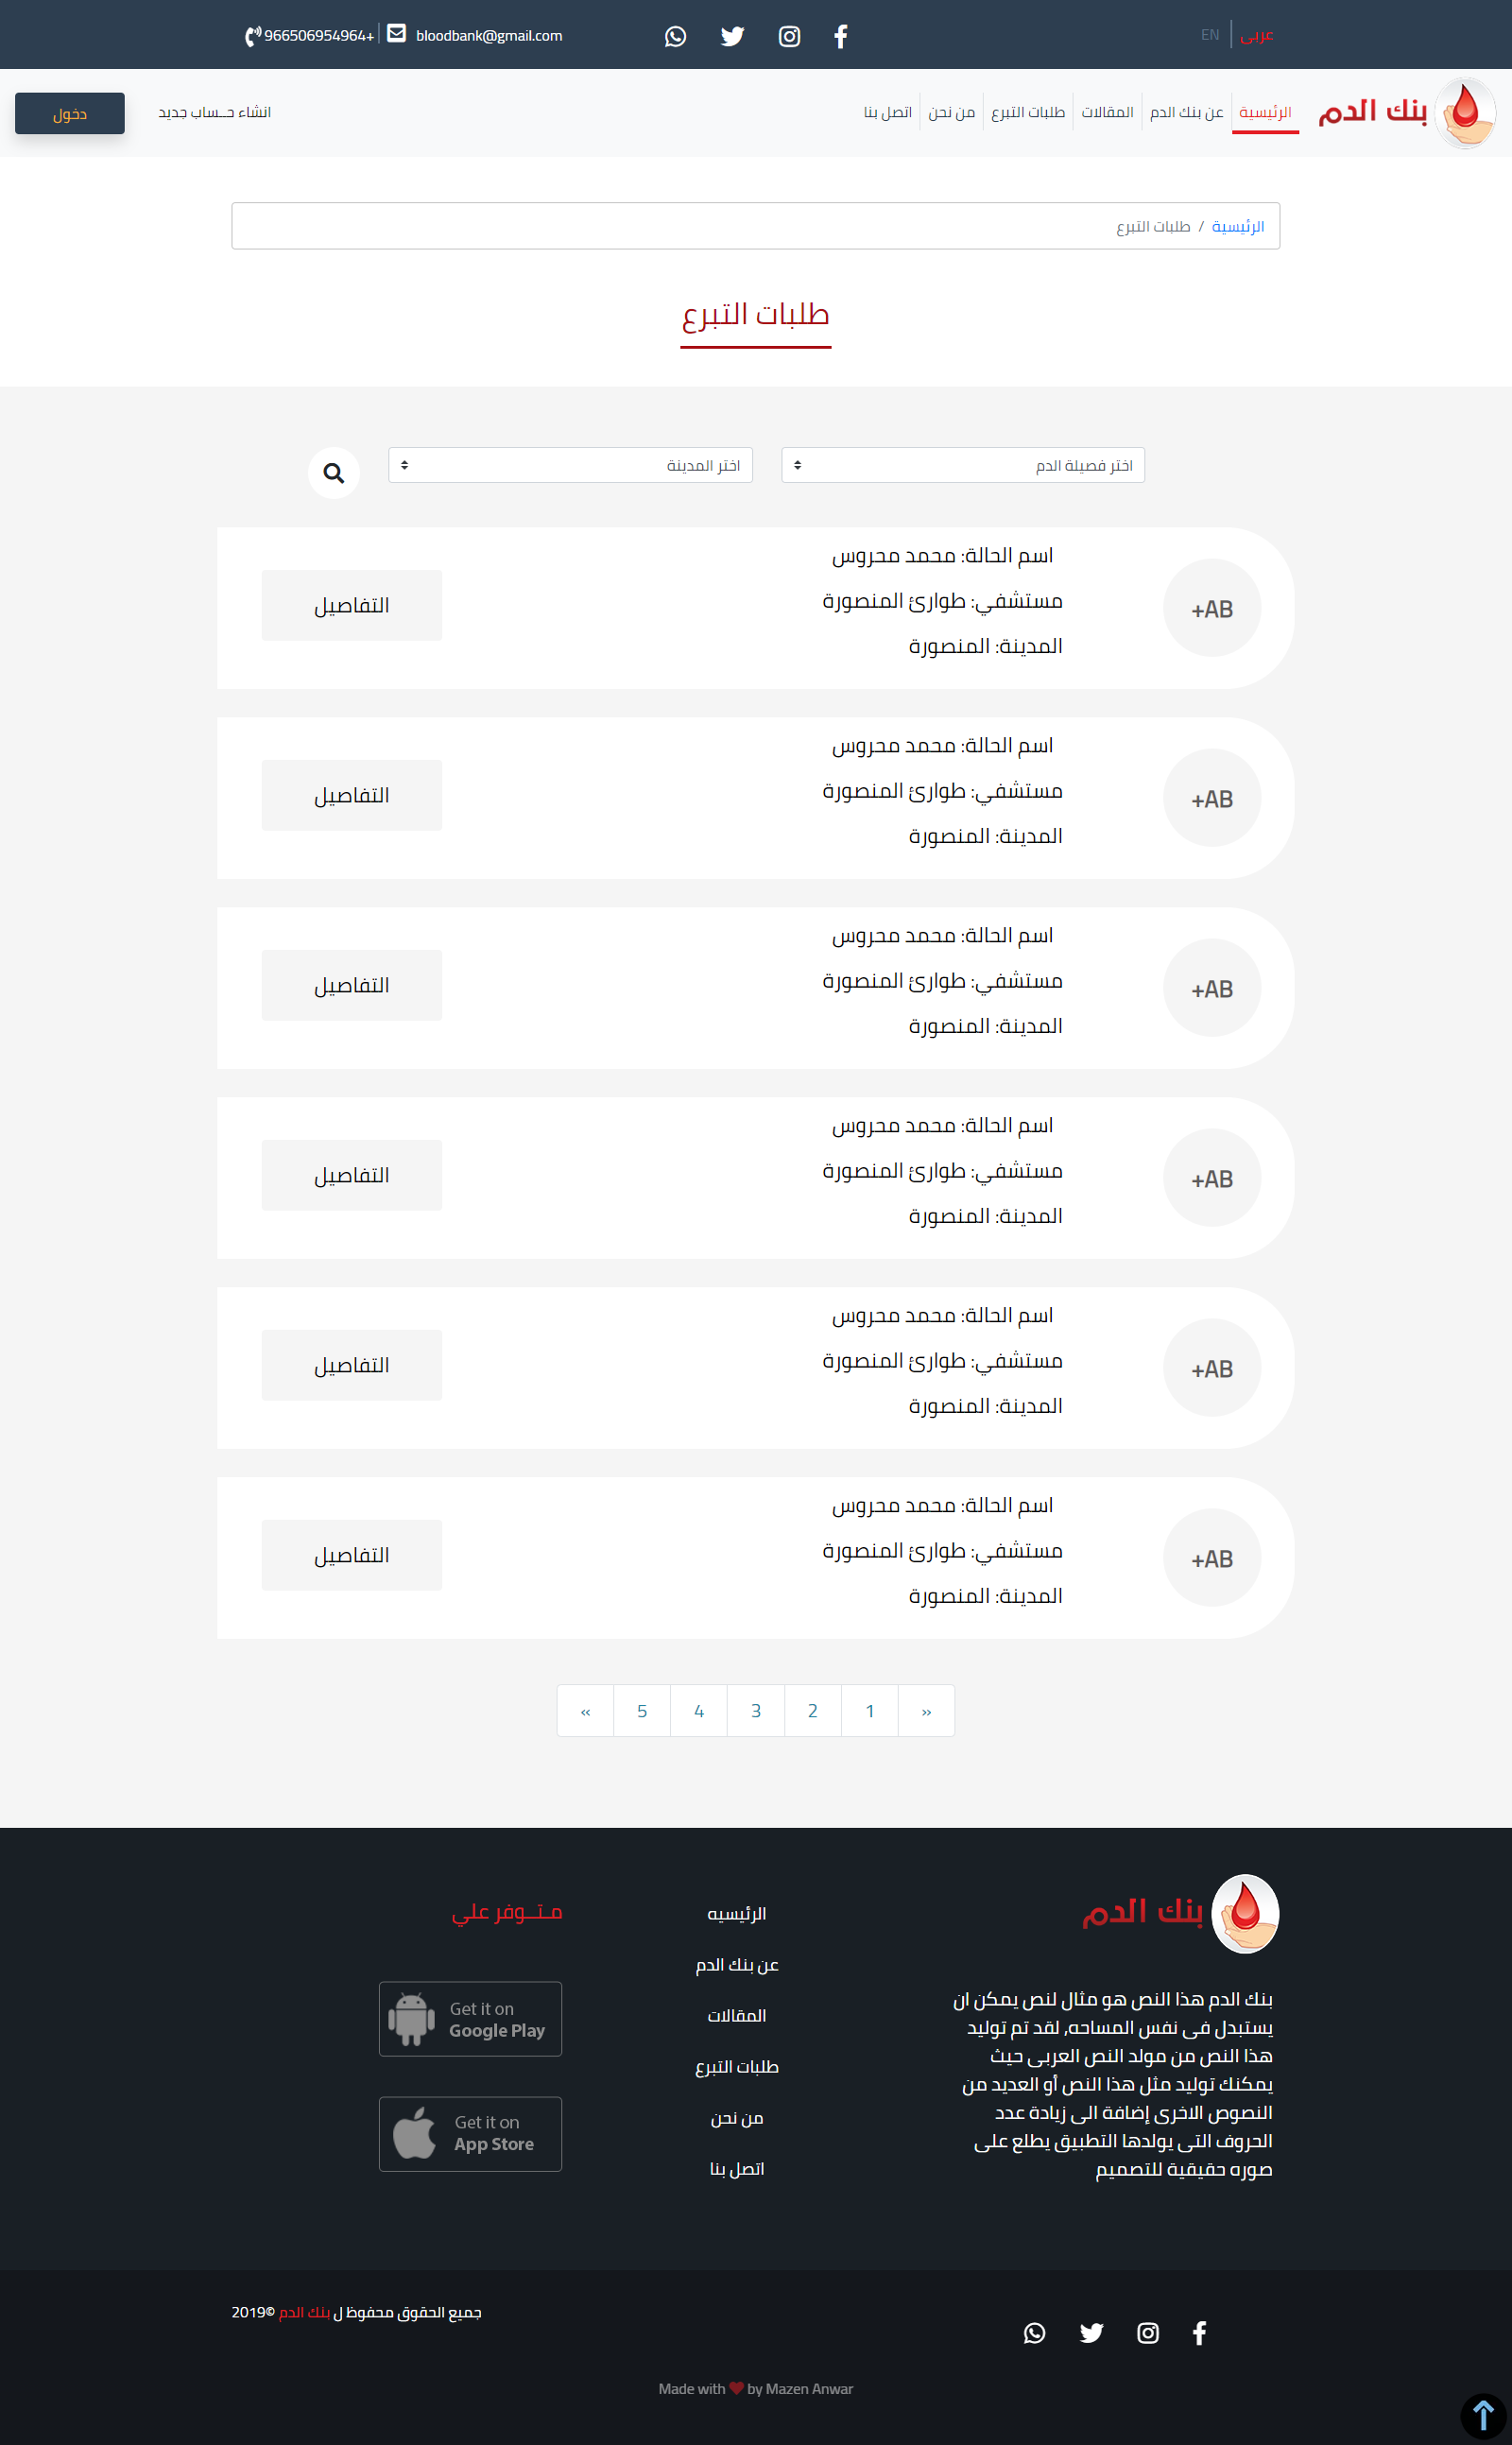 عربى
EN
bloodbank@gmail.com
+966506954964
بنك الدم
الرئيسية
عن بنك الدم
المقالات
طلبات التبرع
من نحن
اتصل بنا
انشاء حــساب جديد
دخول
الرئيسية / طلبات التبرع
طلبات التبرع
اختر فصيلة الدم
اختر المدينة
AB+
اسم الحالة: محمد محروس
مستشفي: طوارئ المنصورة
المدينة: المنصورة
التفاصيل
AB+
اسم الحالة: محمد محروس
مستشفي: طوارئ المنصورة
المدينة: المنصورة
التفاصيل
AB+
اسم الحالة: محمد محروس
مستشفي: طوارئ المنصورة
المدينة: المنصورة
التفاصيل
AB+
اسم الحالة: محمد محروس
مستشفي: طوارئ المنصورة
المدينة: المنصورة
التفاصيل
AB+
اسم الحالة: محمد محروس
مستشفي: طوارئ المنصورة
المدينة: المنصورة
التفاصيل
AB+
اسم الحالة: محمد محروس
مستشفي: طوارئ المنصورة
المدينة: المنصورة
التفاصيل
« 1 2 3 4 5 »
بنك الدم
بنك الدم هذا النص هو مثال لنص يمكن ان
يستبدل فى نفس المساحه, لقد تم توليد
هذا النص من مولد النص العربى حيث
يمكنك توليد مثل هذا النص أو العديد من
النصوص الاخرى إضافة الى زيادة عدد
الحروف التى يولدها التطبيق يطلع على
صوره حقيقية للتصميم
الرئيسيه
عن بنك الدم
المقالات
طلبات التبرع
من نحن
اتصل بنا
مـتــوفر علي
Get it on
Google Play
Get it on
App Store
جميع الحقوق محفوظ ل بنك الدم ©2019
Made with by Mazen Anwar